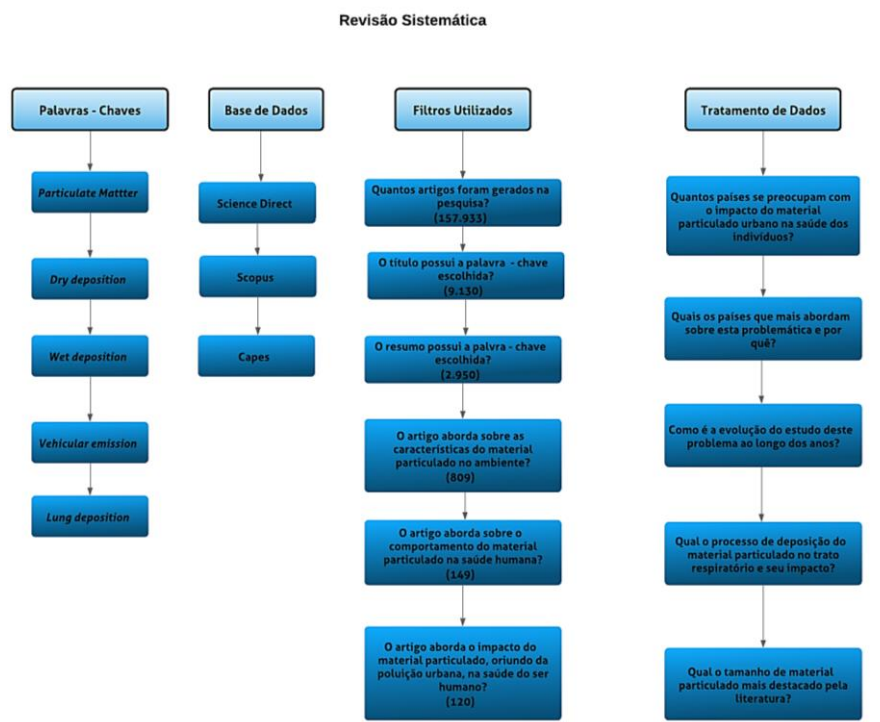 Revisão Sistemática
Palavras - Chaves
Particulate Mattter
Dry deposition
Wet deposition
Vehicular emission
Lung deposition
Base de Dados
Science Direct
Scopus
Capes
Filtros Utilizados
Quantos artigos foram gerados na
pesquisa?
(157.933)
O título possui a palavra - chave
escolhida?
(9.130)
O resumo possui a palvra - chave
escolhida?
(2.950)
O artigo aborda sobre as
características do material
particulado no ambiente?
(809)
O artigo aborda sobre o
comportamento do material
particulado na saúde humana?
(149)
O artigo aborda o impacto do
material particulado, oriundo da
poluição urbana, na saúde do ser
humano?
(120)
Tratamento de Dados
Quantos países se preocupam com
o impacto do material
particulado urbano na saúde dos
indivíduos?
Quais os países que mais abordam
sobre esta problemática e por
quê?
Como é a evolução do estudo deste
problema ao longo dos anos?
Qual o processo de deposição do
material particulado no trato
respiratório e seu impacto?
Qual o tamanho de material
particulado mais destacado pela
literatura?